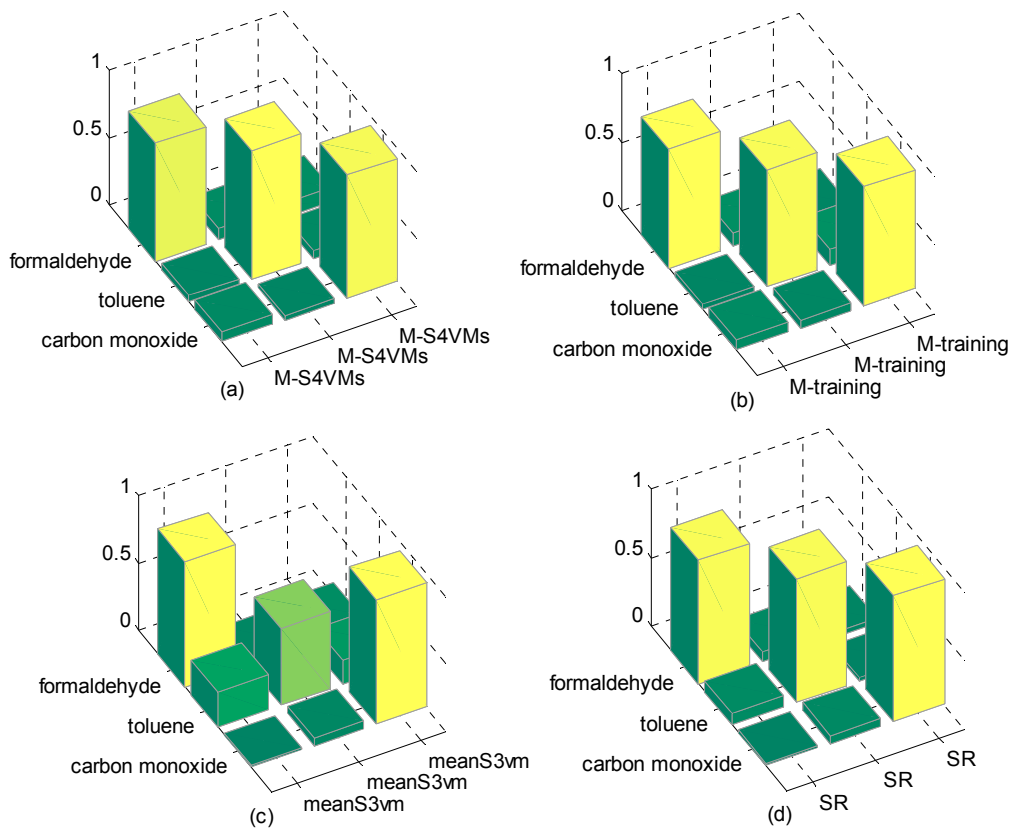 1
0.5
0
formaldehyde
toluene
carbon monoxide
M-S4VMs
M-S4VMs
M-S4VMs
(a)
1
0.5
0
formaldehyde
toluene
carbon monoxide
M-training
M-training
M-training
(b)
1
0.5
0
formaldehyde
toluene
carbon monoxide
meanS3vm
meanS3vm
meanS3vm
(c)
1
0.5
0
formaldehyde
toluene
carbon monoxide
SR
SR
SR
(d)